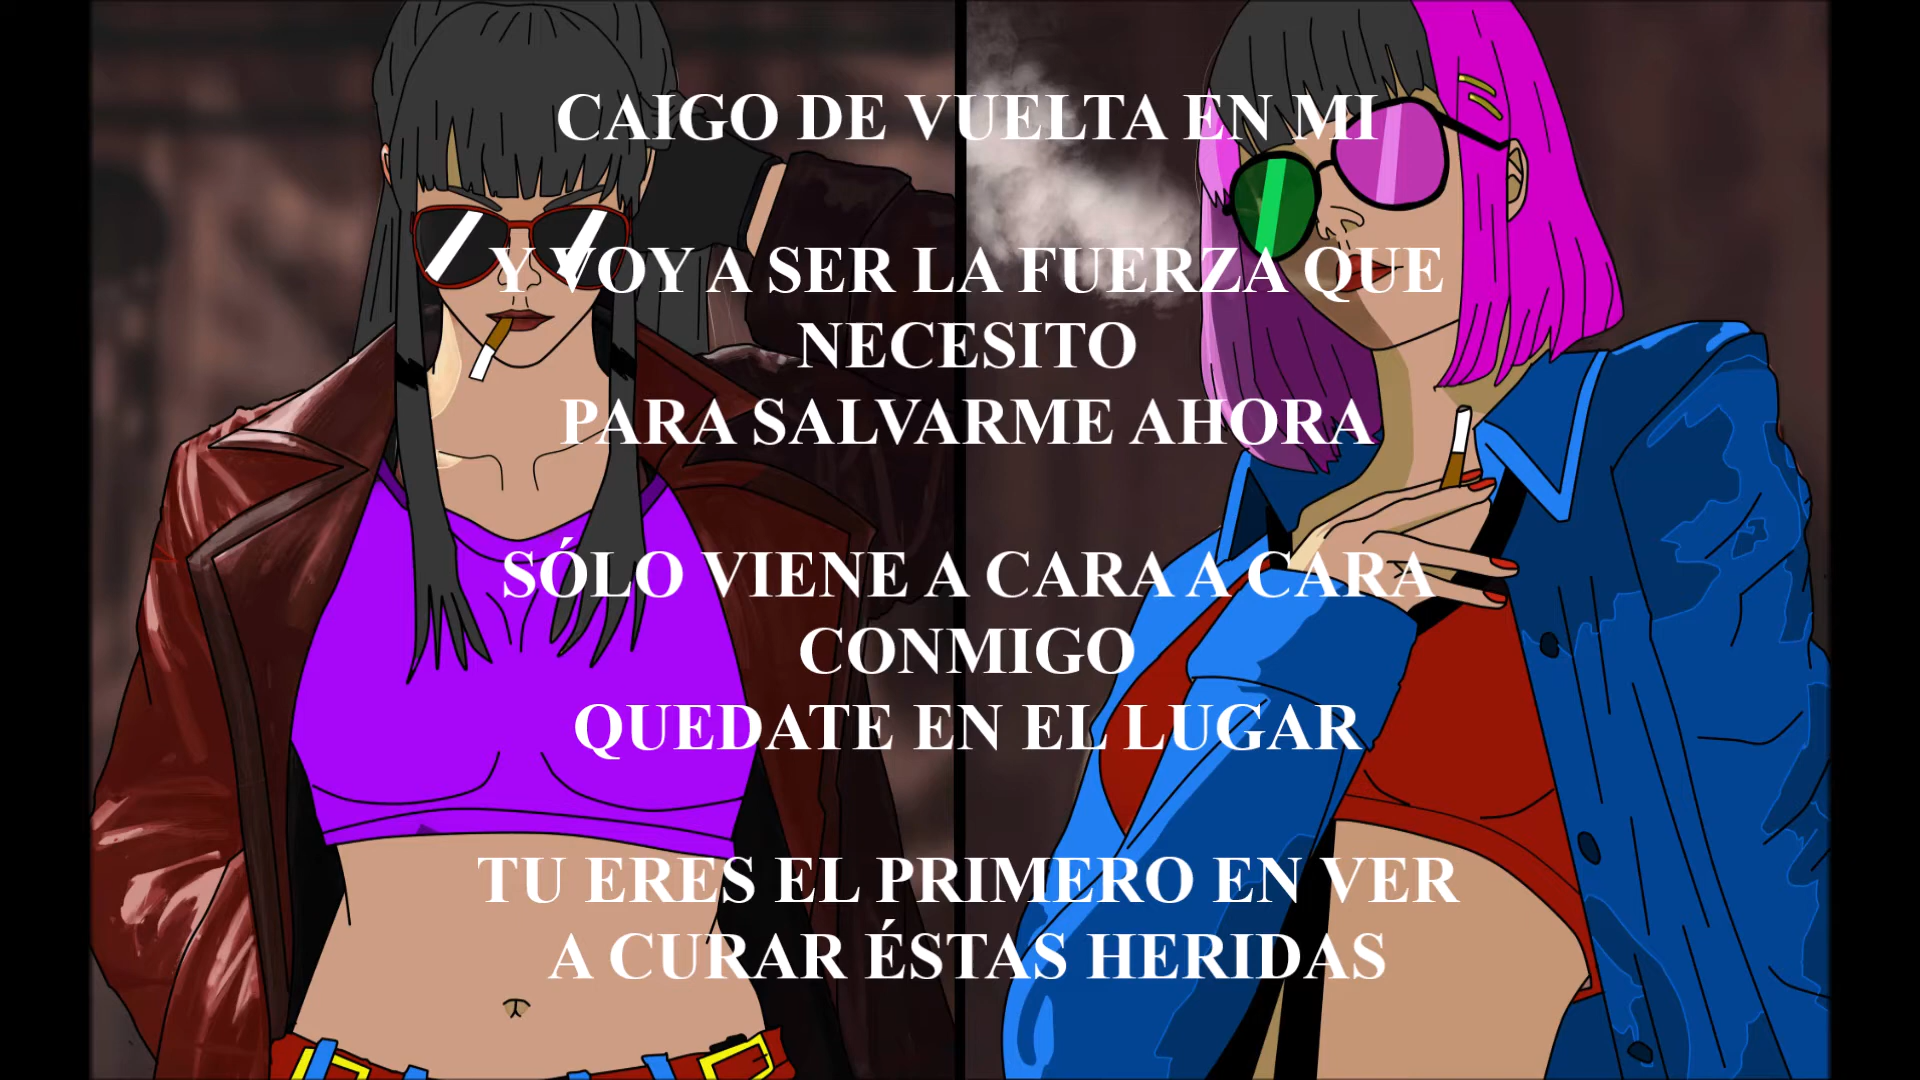 CAIGO DE VUELTA EN MI
Y VOY A SER LA FUERZA QUE
NECESITO
PARA SALVARME AHORA
SÓLO VIENE A CARA A CARA
CONMIGO
QUEDATE EN EL LUGAR
TU ERES EL PRIMERO EN VER
A CURAR ÉSTAS HERIDAS